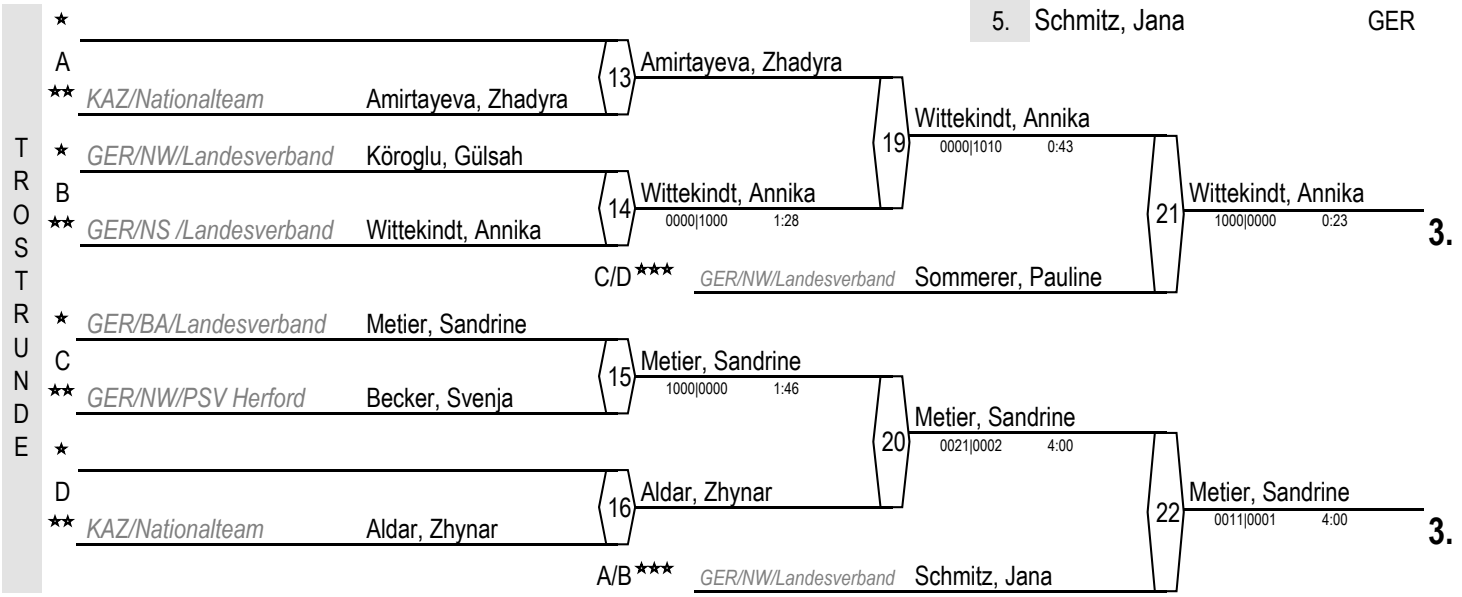 ★
5. Schmitz, Jana GER
A
13 Amirtayeva, Zhadyra
★★ KAZ/Nationalteam Amirtayeva, Zhadyra
TROSTRUNDE
19 Wittekindt, Annika
0000|1010 0:43
★ GER/NW/Landesverband Köroglu, Gülsah
B
14 Wittekindt, Annika
0000|1000 1:28
21 Wittekindt, Annika
1000|0000 0:23
3.
★★ GER/NS /Landesverband Wittekindt, Annika
C/D ★★★ GER/NW/Landesverband Sommerer, Pauline
★ GER/BA/Landesverband Metier, Sandrine
C
15 Metier, Sandrine
1000|0000 1:46
★★ GER/NW/PSV Herford Becker, Svenja
20 Metier, Sandrine
0021|0002 4:00
★
D
16 Aldar, Zhynar
22 Metier, Sandrine
0011|0001 4:00
3.
★★ KAZ/Nationalteam Aldar, Zhynar
A/B ★★★ GER/NW/Landesverband Schmitz, Jana